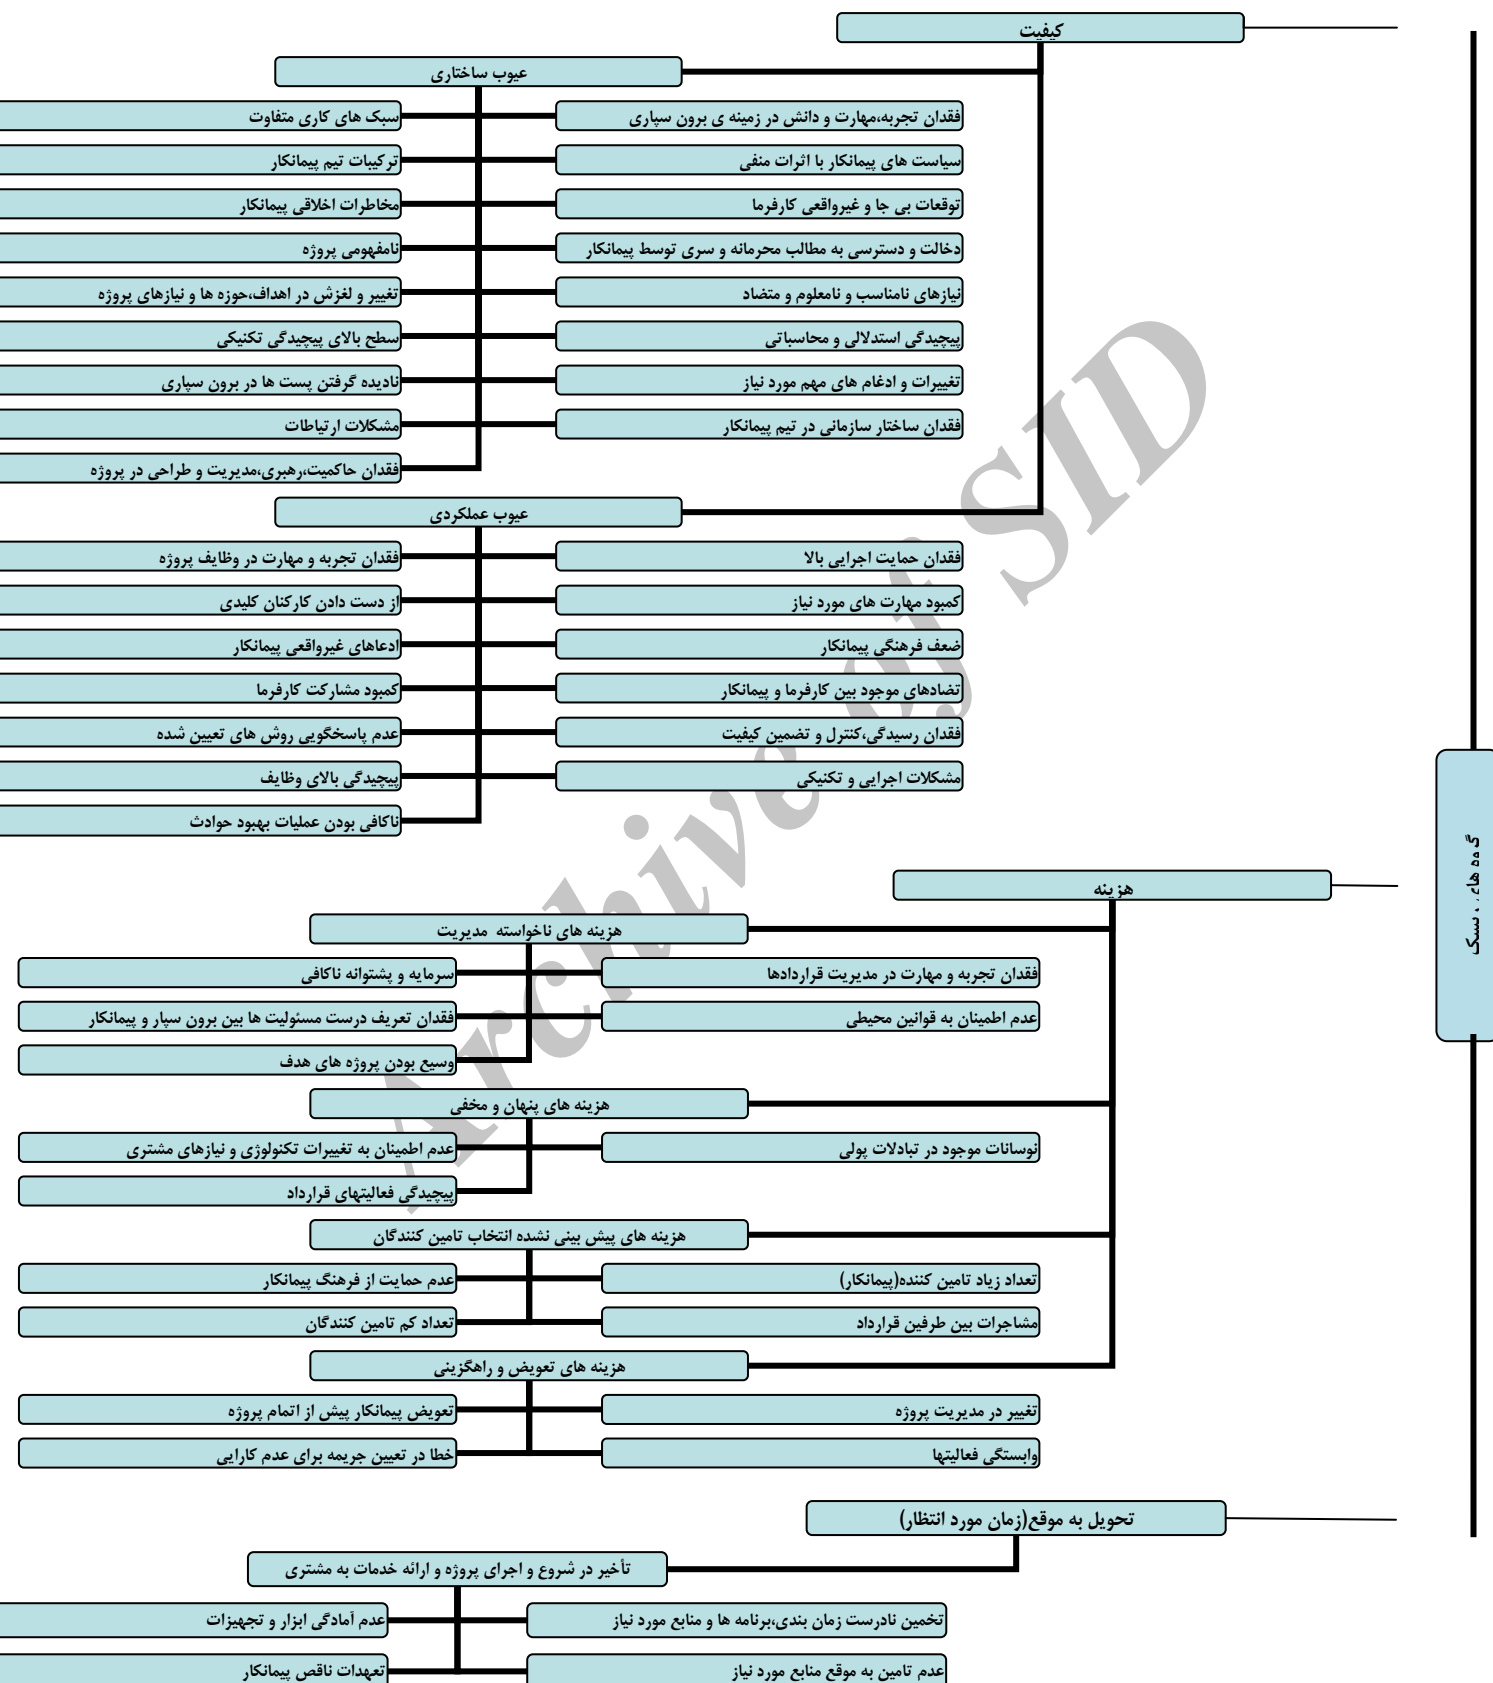 کیفیت
عیوب ساختاری
فقدان تجربه،مهارت و دانش در زمینه ی برون سپاری
سبک های کاری متفاوت
سیاست های پیمانکار با اثرات منفی
ترکیبات تیم پیمانکار
توقعات بی جا و غیرواقعی کارفرما
مخاطرات اخلاقی پیمانکار
دخالت و دسترسی به مطالب محرمانه و سری توسط پیمانکار
نامفهومی پروژه
نیازهای نامناسب و نامعلوم و متضاد
تغییر و لغزش در اهداف،حوزه ها و نیازهای پروژه
پیچیدگی استدلالی و محاسباتی
سطح بالای پیچیدگی تکنیکی
تغییرات و ادغام های مهم مورد نیاز
نادیده گرفتن پست ها در برون سپاری
فقدان ساختار سازمانی در تیم پیمانکار
مشکلات ارتباطات
فقدان حاکمیت،رهبری،مدیریت و طراحی در پروژه
عیوب عملکردی
فقدان حمایت اجرایی بالا
فقدان تجربه و مهارت در وظایف پروژه
کمبود مهارت های مورد نیاز
از دست دادن کارکنان کلیدی
ضعف فرهنگی پیمانکار
ادعاهای غیرواقعی پیمانکار
تضادهای موجود بین کارفرما و پیمانکار
کمبود مشارکت کارفرما
فقدان رسیدگی،کنترل و تضمین کیفیت
عدم پاسخگویی روش های تعیین شده
مشکلات اجرایی و تکنیکی
پیچیدگی بالای وظایف
ناکافی بودن عملیات بهبود حوادث
گروه های ریسک
هزینه
هزینه های ناخواسته مدیریت
فقدان تجربه و مهارت در مدیریت قراردادها
سرمایه و پشتوانه ناکافی
عدم اطمینان به قوانین محیطی
فقدان تعریف درست مسئولیت ها بین برون سپار و پیمانکار
وسیع بودن پروژه های هدف
هزینه های پنهان و مخفی
نوسانات موجود در تبادلات پولی
عدم اطمینان به تغییرات تکنولوژی و نیازهای مشتری
پیچیدگی فعالیتهای قرارداد
هزینه های پیش بینی نشده انتخاب تامین کنندگان
تعداد زیاد تامین کننده(پیمانکار)
عدم حمایت از فرهنگ پیمانکار
مشاجرات بین طرفین قرارداد
تعداد کم تامین کنندگان
هزینه های تعویض و راهگزینی
تغییر در مدیریت پروژه
تعویض پیمانکار پیش از اتمام پروژه
وابستگی فعالیتها
خطا در تعیین جریمه برای عدم کارایی
تحویل به موقع(زمان مورد انتظار)
تأخیر در شروع و اجرای پروژه و ارائه خدمات به مشتری
تخمین نادرست زمان بندی،برنامه ها و منابع مورد نیاز
عدم آمادگی ابزار و تجهیزات
عدم تامین به موقع منابع مورد نیاز
تعهدات ناقص پیمانکار
Archive of SID